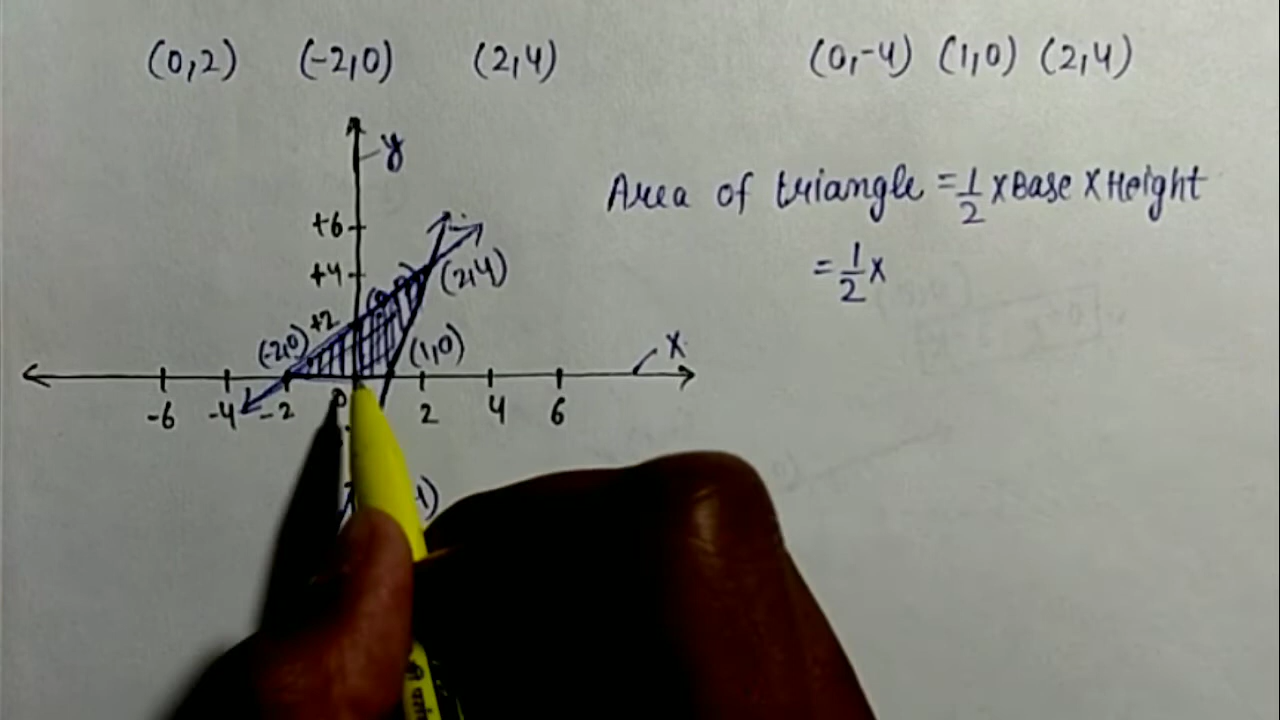 (0,2) (-2,0) (2,4) (0,-4) (1,0) (2,4)
y
Area of triangle = 1/2 x Base x Height
= 1/2 x
+6
+4 (2,4)
+2
(-2,0) (1,0) x
-6 -4 -2 0 2 4 6